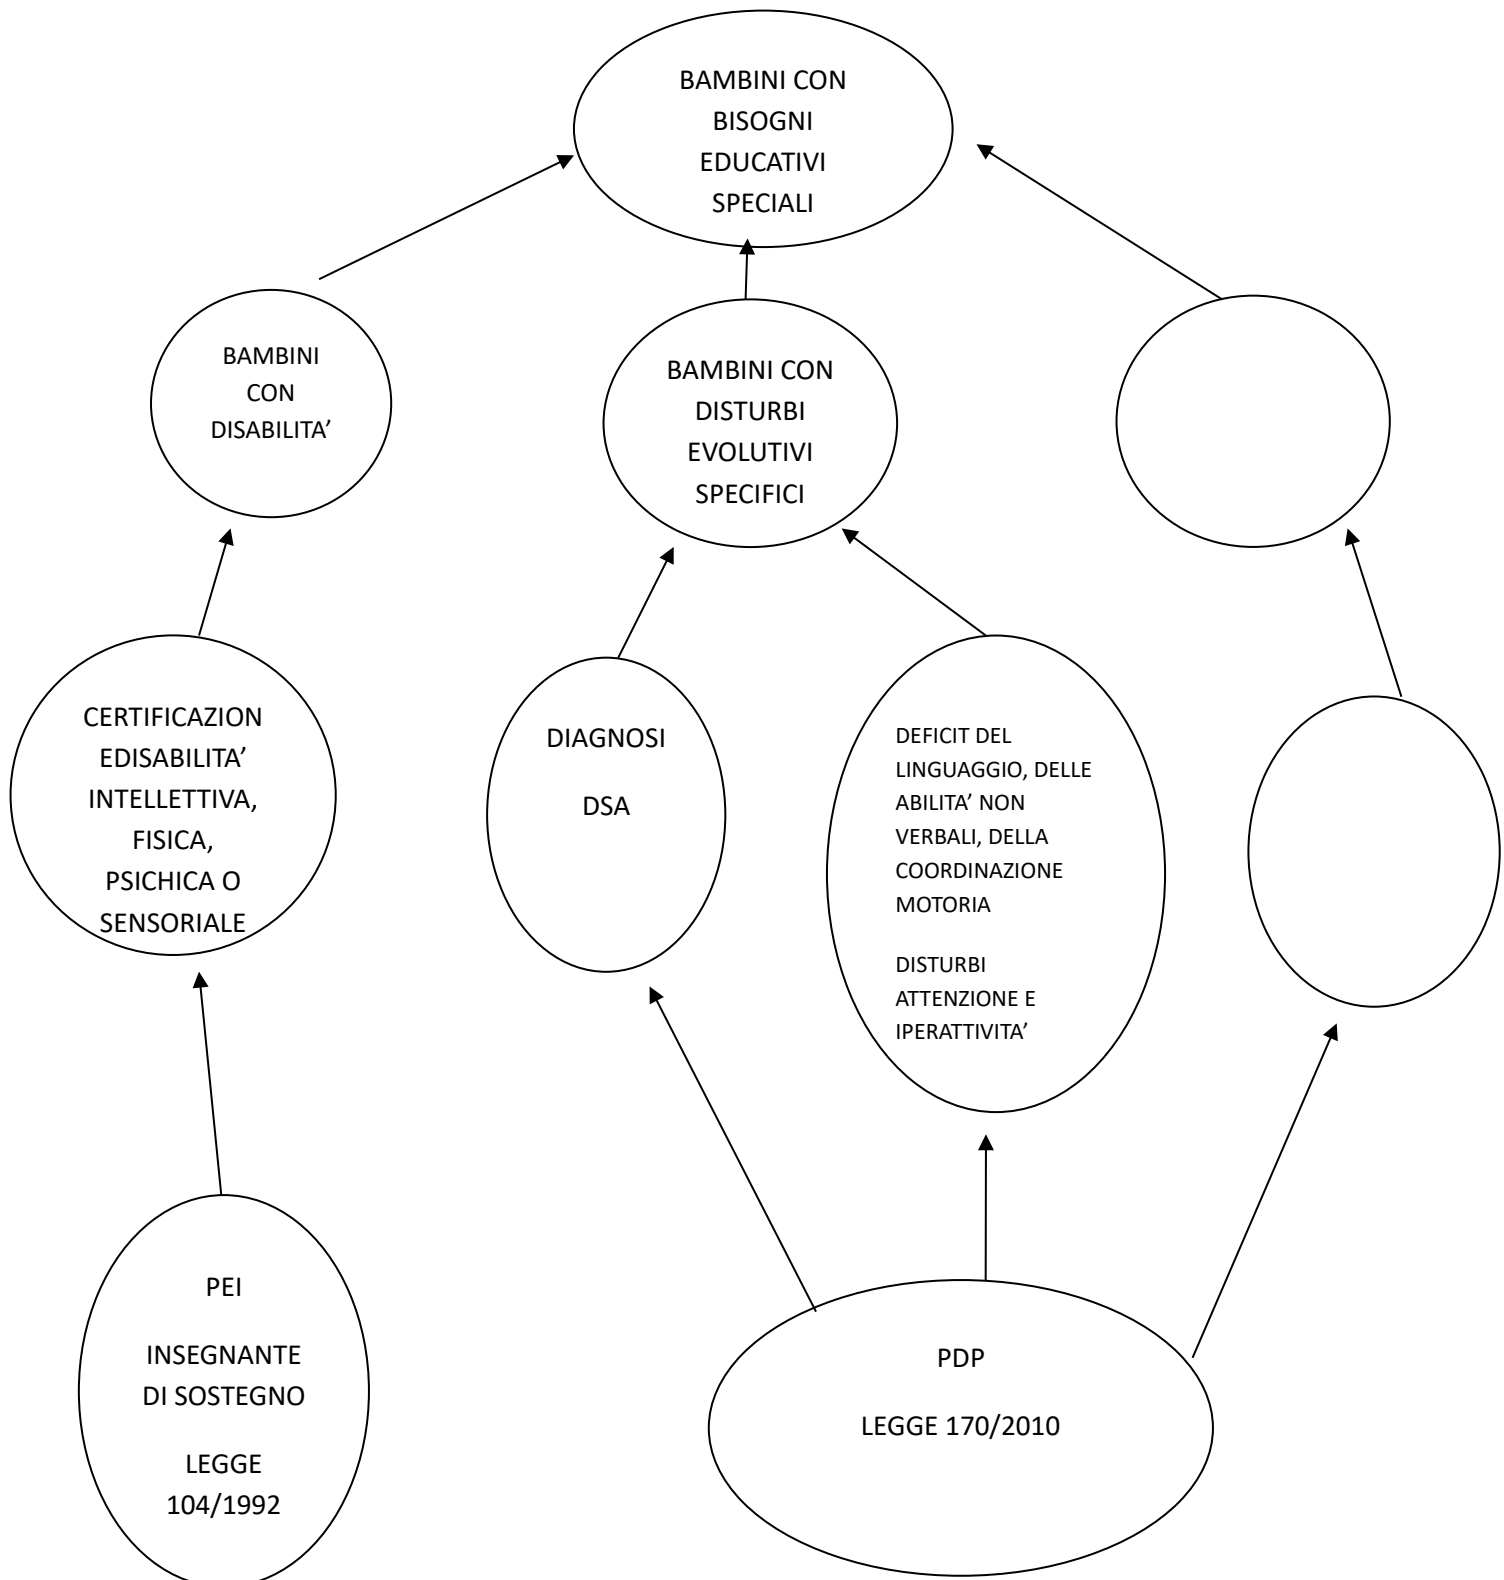 BAMBINI CON
BISOGNI
EDUCATIVI
SPECIALI
BAMBINI
CON
DISABILITA’
BAMBINI CON
DISTURBI
EVOLUTIVI
SPECIFICI
CERTIFICAZION
EDISABILITA’
INTELLETTIVA,
FISICA,
PSICHICA O
SENSORIALE
DIAGNOSI
DSA
DEFICIT DEL
LINGUAGGIO, DELLE
ABILITA’ NON
VERBALI, DELLA
COORDINAZIONE
MOTORIA
DISTURBI
ATTENZIONE E
IPERATTIVITA’
PEI
INSEGNANTE
DI SOSTEGNO
LEGGE
104/1992
PDP
LEGGE 170/2010